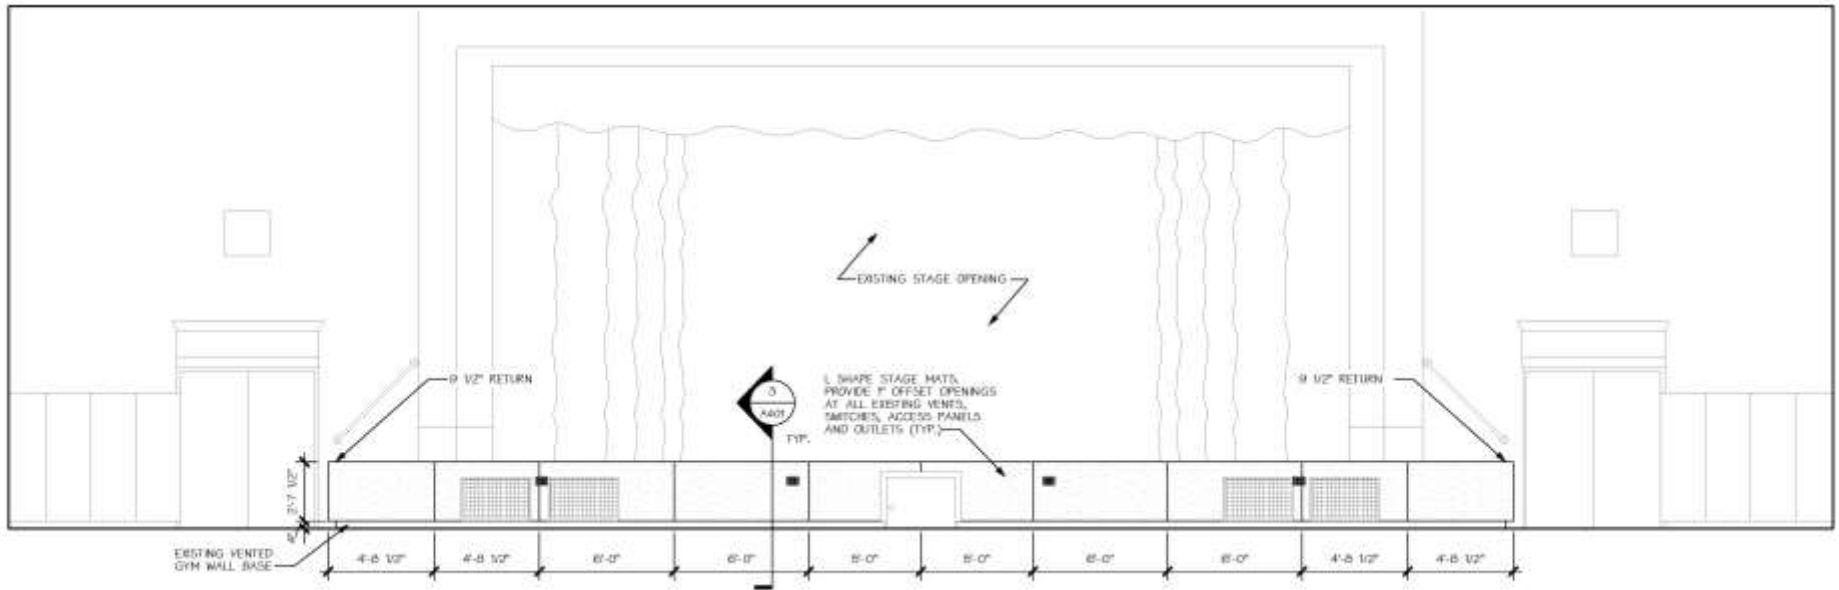 EXISTING STAGE OPENING
9 1/2" RETURN
L SHAPE STAGE MATS,
PROVIDE 1" OFFSET OPENINGS
AT ALL EXISTING VENTS,
SWITCHES, ACCESS PANELS
AND OUTLETS (TYP.)
9 1/2" RETURN
3
A401
TYP.
2'-7 1/2"
EXISTING VENTED
GYM WALL BASE
4'-8 1/2" 4'-8 1/2" 6'-0" 6'-0" 5'-0" 5'-0" 6'-0" 6'-0" 4'-8 1/2" 4'-8 1/2"